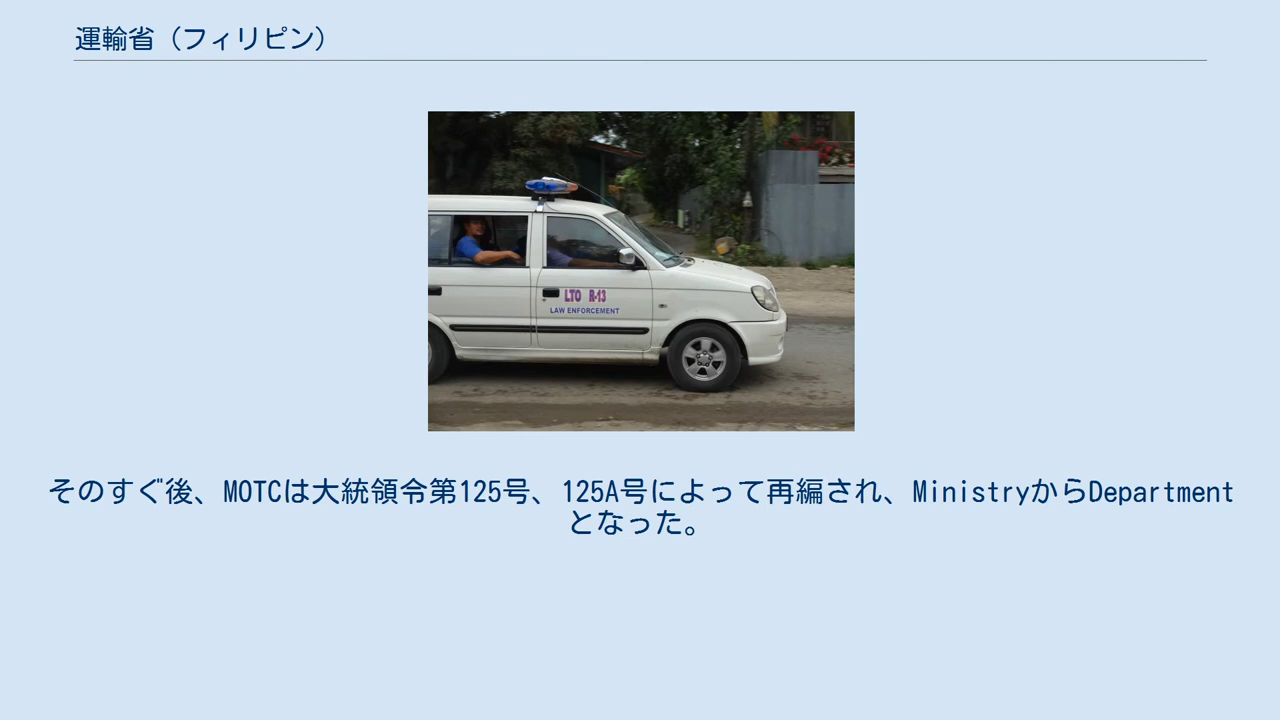 運輸省（フィリピン）
LTO R-13
LAW ENFORCEMENT
そのすぐ後、MOTCは大統領令第125号、125A号によって再編され、MinistryからDepartment
となった。